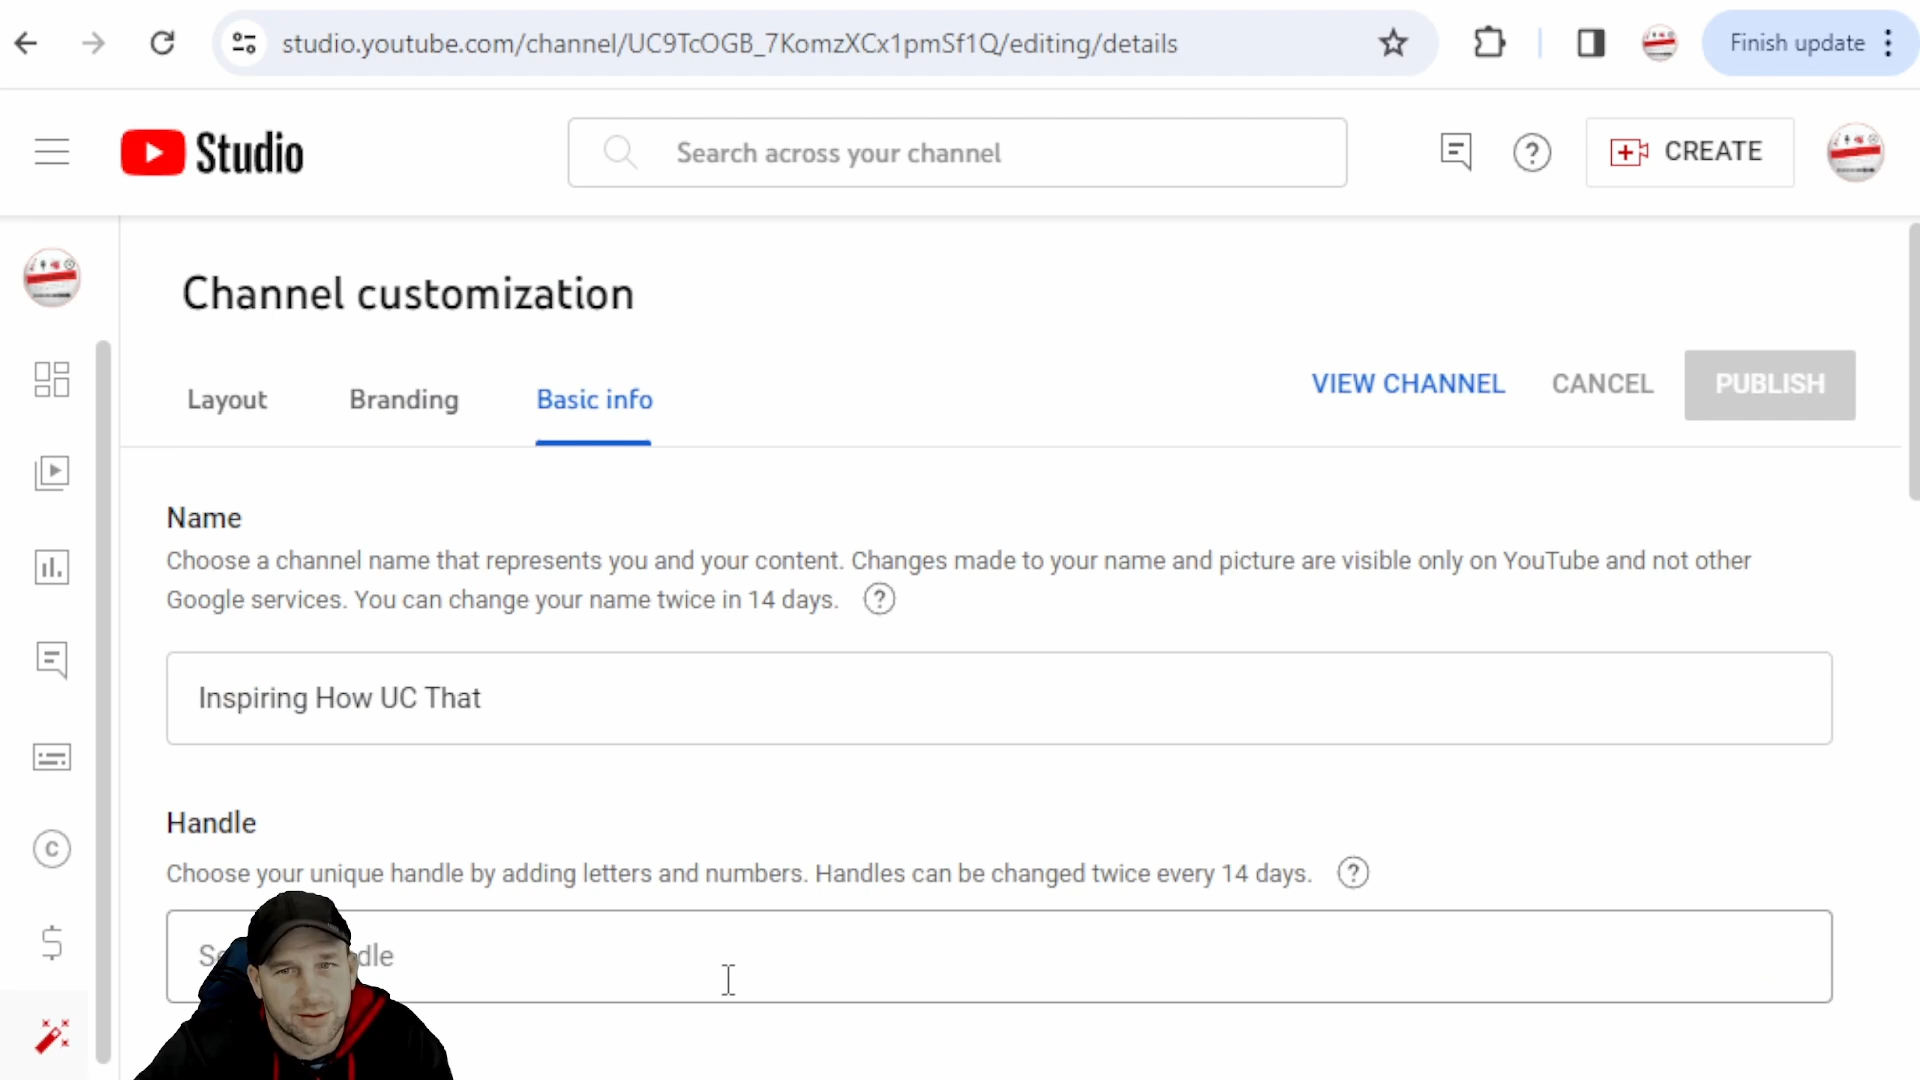 studio.youtube.com/channel/UC9TcOGB_7KomzXCx1pmSf1Q/editing/details
Finish update
Studio
Search across your channel
CREATE
Channel customization
Layout
Branding
Basic info
VIEW CHANNEL
CANCEL
PUBLISH
Name
Choose a channel name that represents you and your content. Changes made to your name and picture are visible only on YouTube and not other
Google services. You can change your name twice in 14 days.
Inspiring How UC That
Handle
Choose your unique handle by adding letters and numbers. Handles can be changed twice every 14 days.